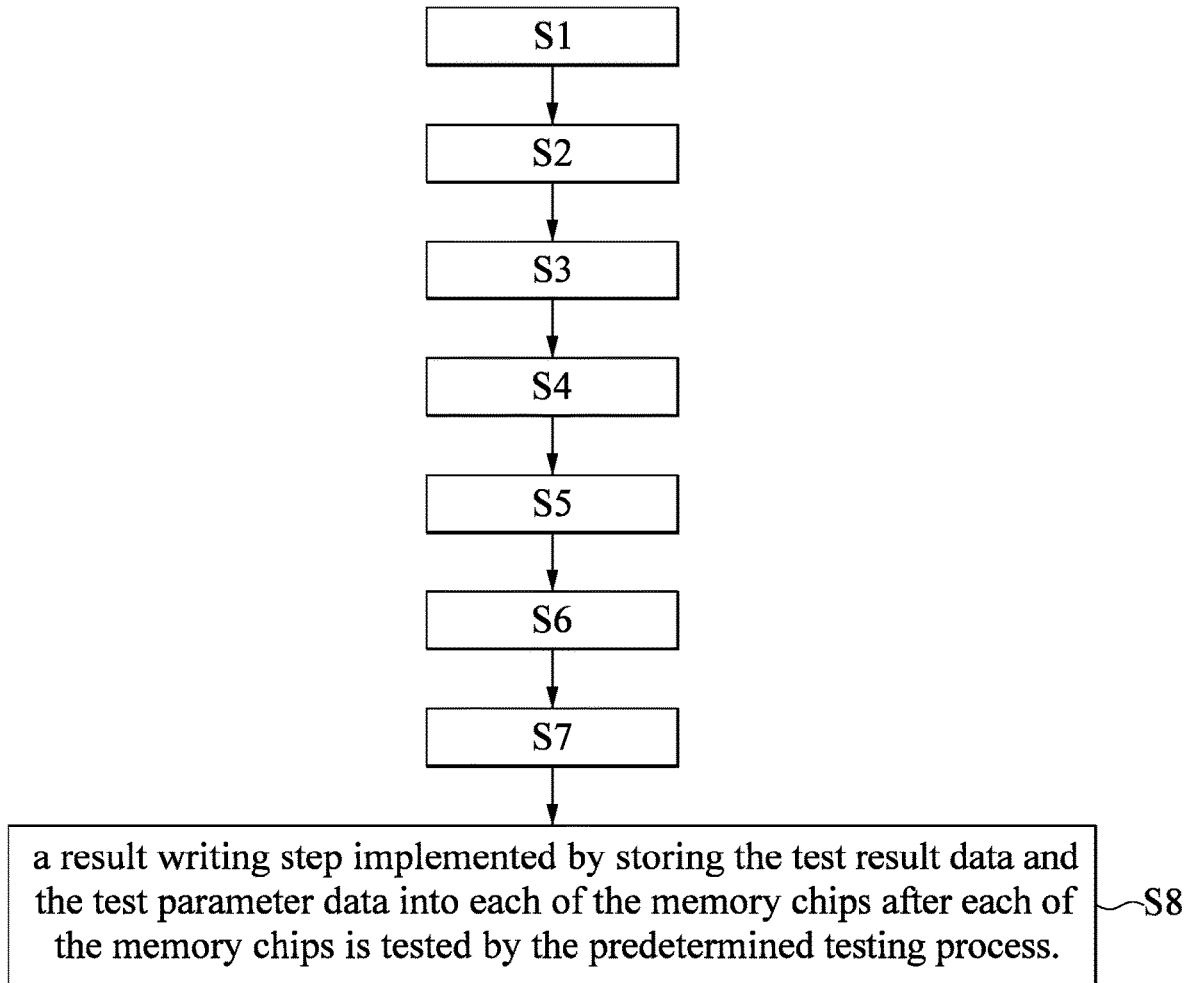 S1
S2
S3
S4
S5
S6
S7
a result writing step implemented by storing the test result data and
the test parameter data into each of the memory chips after each of
the memory chips is tested by the predetermined testing process.
S8